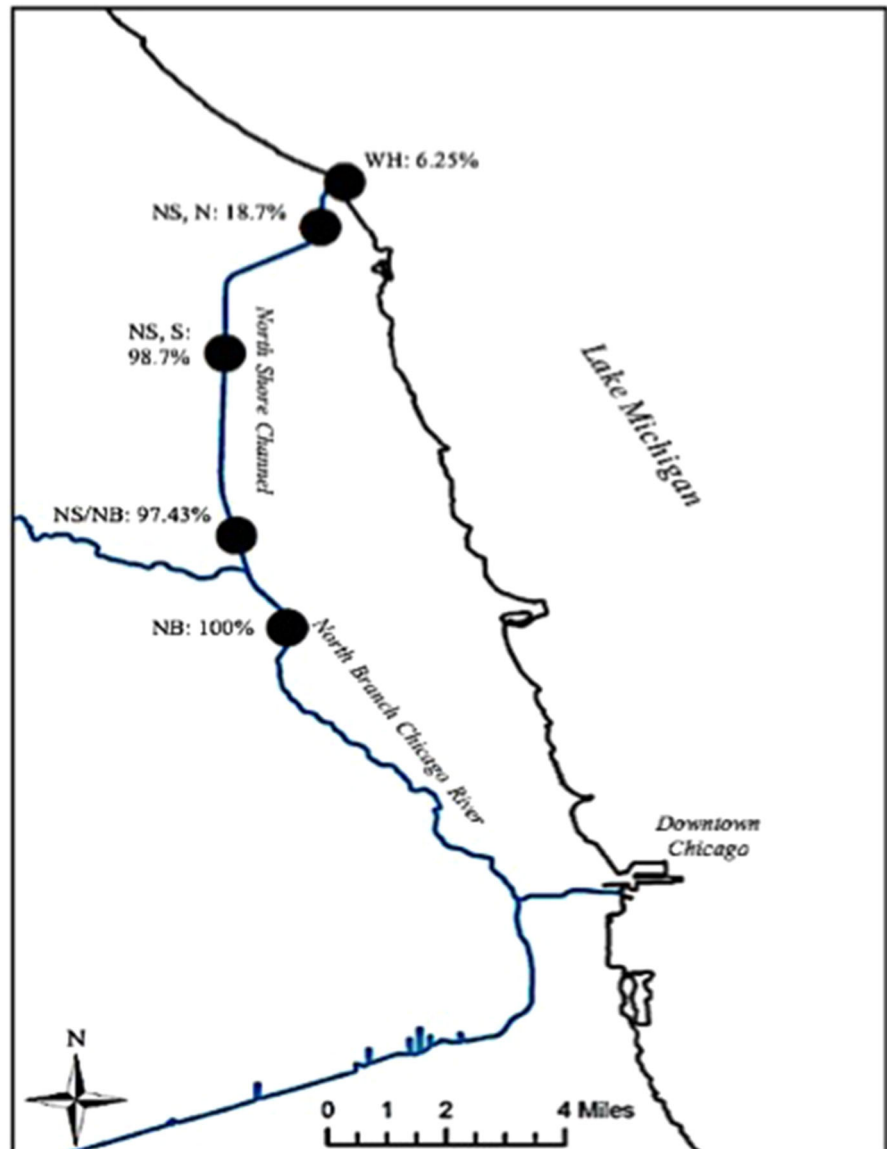 WH: 6.25%
NS, N: 18.7%
NS, S:
98.7%
North Shore Channel
Lake Michigan
NS/NB: 97.43%
NB: 100%
North Branch Chicago River
Downtown
Chicago
N
0 1 2 4 Miles